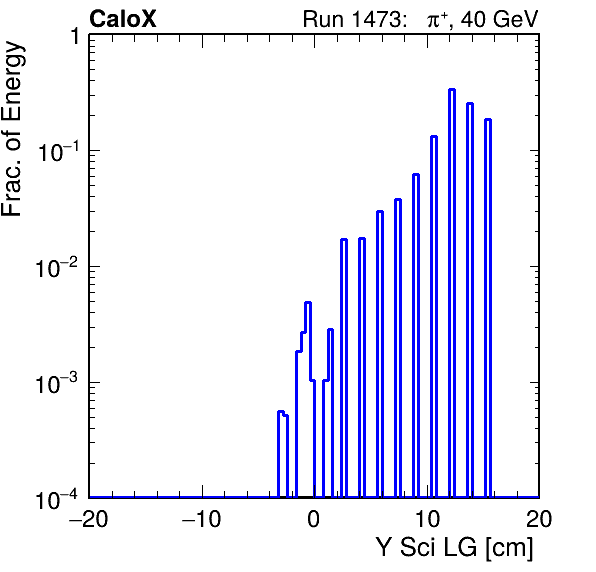 CaloX Run 1473: π⁺, 40 GeV
Frac. of Energy
1
10⁻¹
10⁻²
10⁻³
10⁻⁴
−20 −10 0 10 20
Y Sci LG [cm]